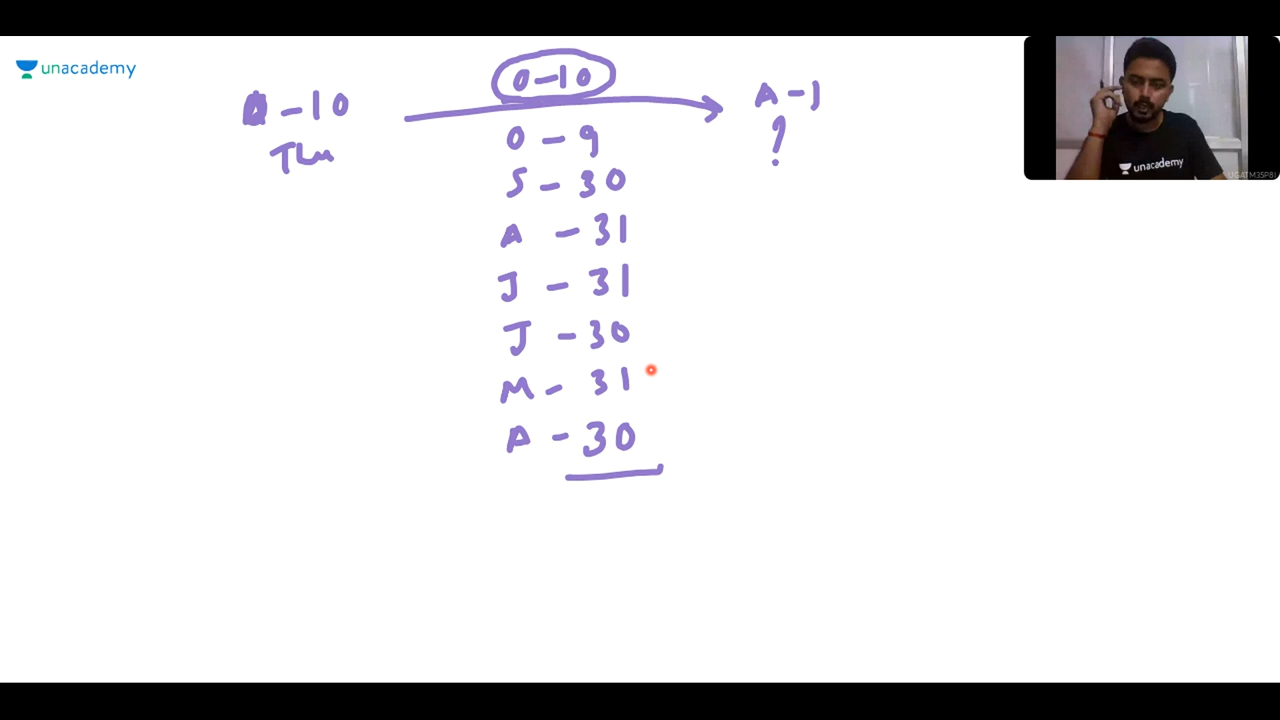 unacademy
O-10
O-10
A-1
Thu
?
O-9
S-30
A-31
J-31
J-30
M-31
A-30
unacademy